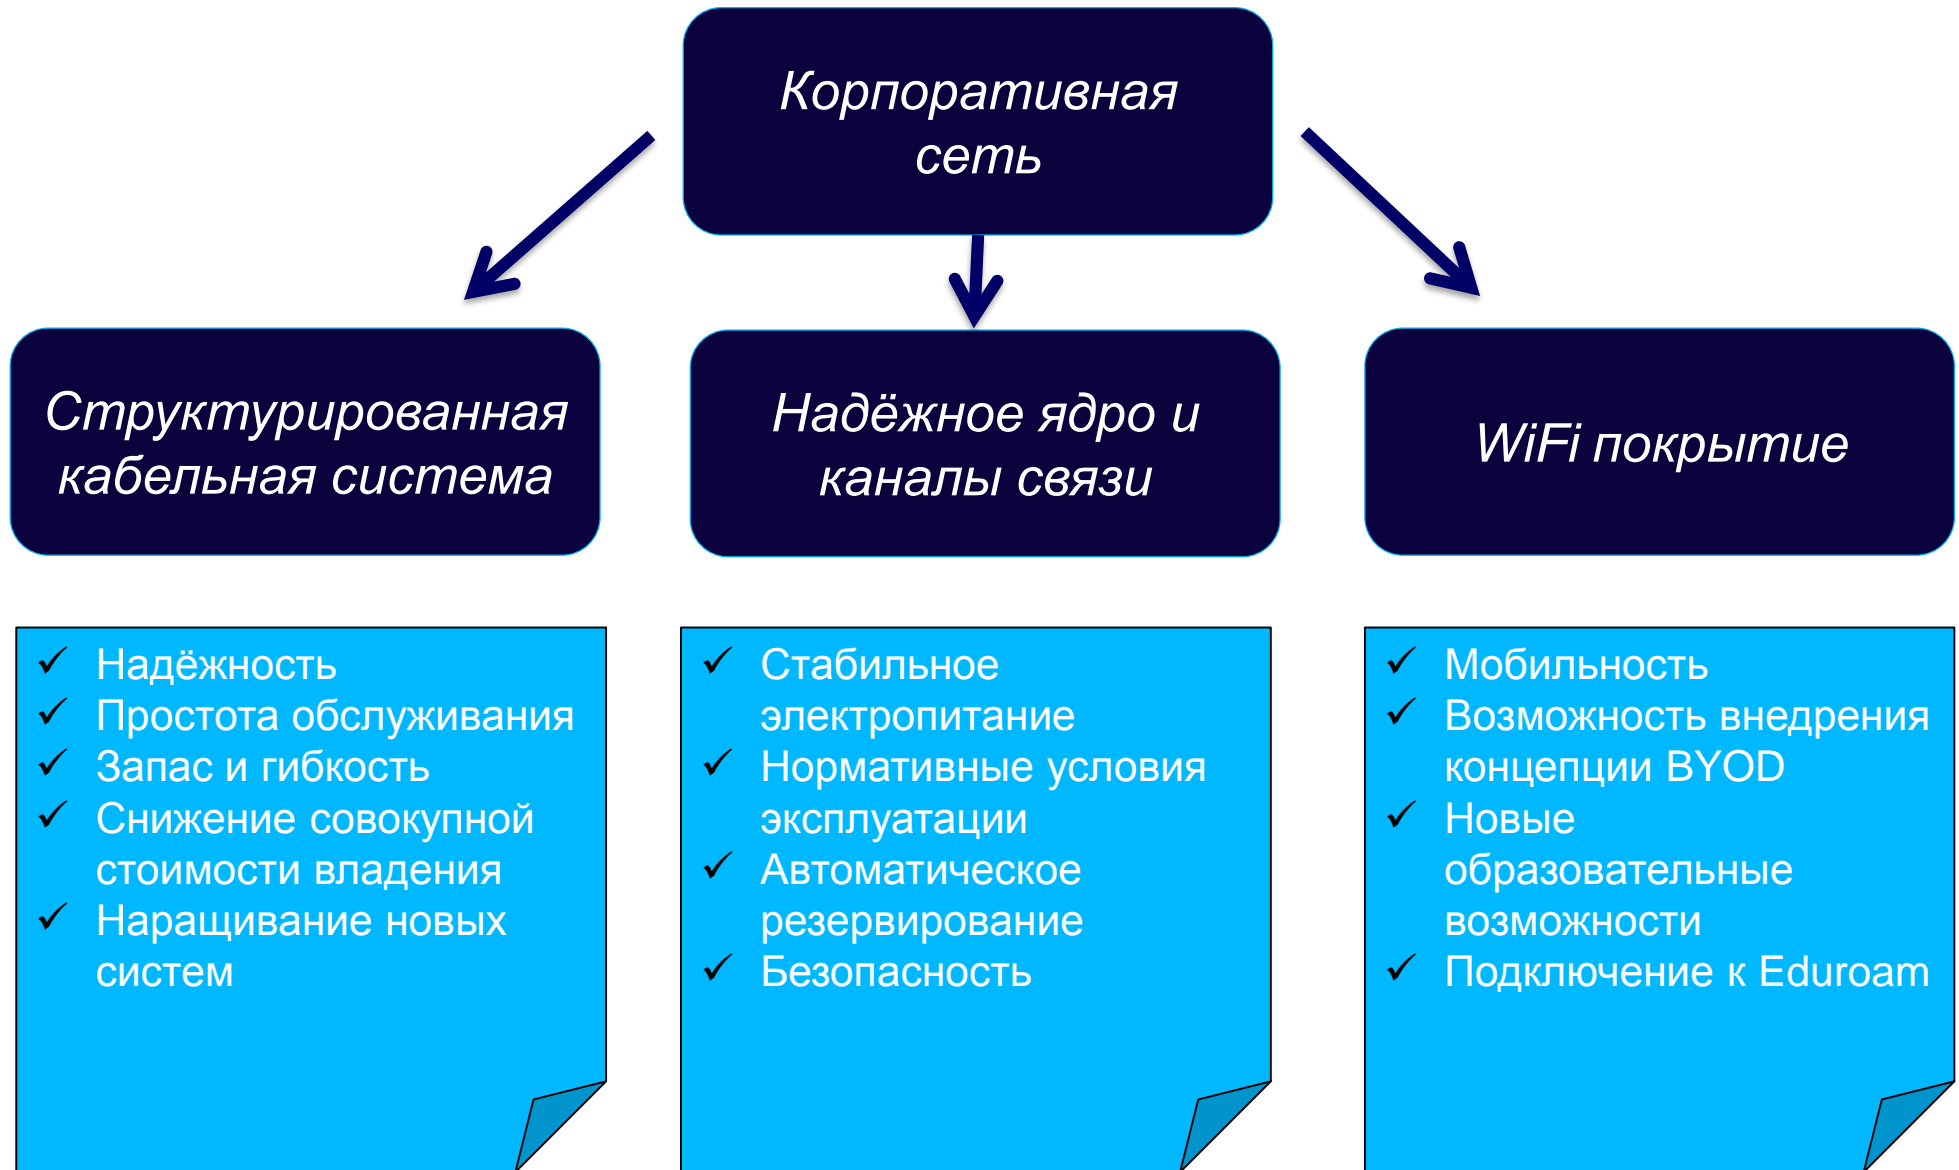 Корпоративная
сеть
Структурированная
кабельная система
Надёжное ядро и
каналы связи
WiFi покрытие
Надёжность
Простота обслуживания
Запас и гибкость
Снижение совокупной
стоимости владения
Наращивание новых
систем
Стабильное
электропитание
Нормативные условия
эксплуатации
Автоматическое
резервирование
Безопасность
Мобильность
Возможность внедрения
концепции BYOD
Новые
образовательные
возможности
Подключение к Eduroam